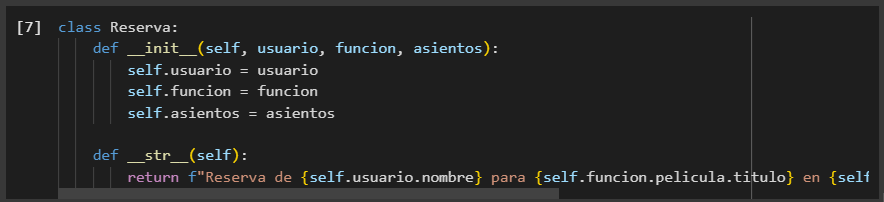 [7] class Reserva:
    def __init__(self, usuario, funcion, asientos):
        self.usuario = usuario
        self.funcion = funcion
        self.asientos = asientos

    def __str__(self):
        return f"Reserva de {self.usuario.nombre} para {self.funcion.pelicula.titulo} en {self